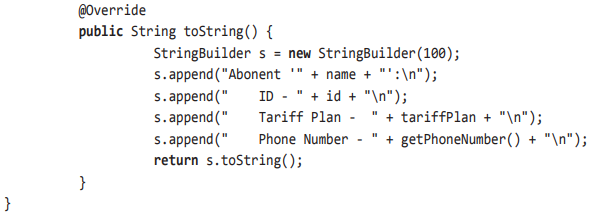 @Override
public String toString() {
StringBuilder s = new StringBuilder(100);
s.append("Abonent '" + name + "':\n");
s.append("    ID - " + id + "\n");
s.append("    Tariff Plan -  " + tariffPlan + "\n");
s.append("    Phone Number - " + getPhoneNumber() + "\n");
return s.toString();
}
}